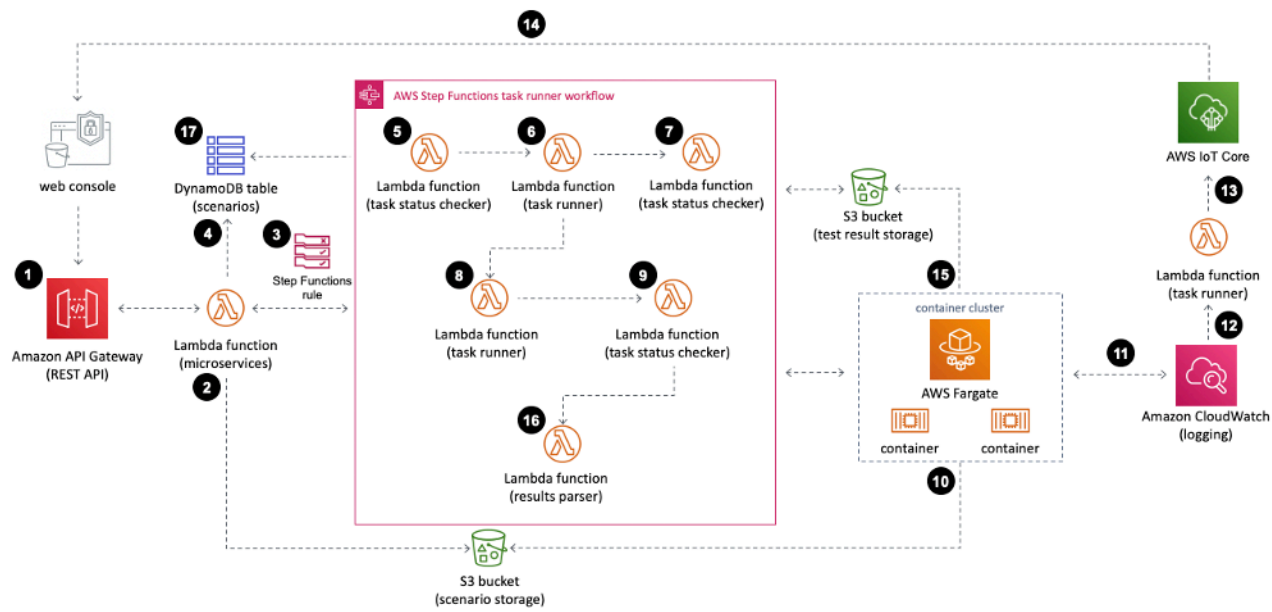 14
AWS Step Functions task runner workflow
web console
17
DynamoDB table
(scenarios)
5
Lambda function
(task status checker)
6
Lambda function
(task runner)
7
Lambda function
(task status checker)
S3 bucket
(test result storage)
AWS IoT Core
13
Lambda function
(task runner)
12
4
3
Step Functions
rule
1
Amazon API Gateway
(REST API)
Lambda function
(microservices)
2
8
Lambda function
(task runner)
9
Lambda function
(task status checker)
16
Lambda function
(results parser)
15
container cluster
AWS Fargate
container
container
11
Amazon CloudWatch
(logging)
10
S3 bucket
(scenario storage)